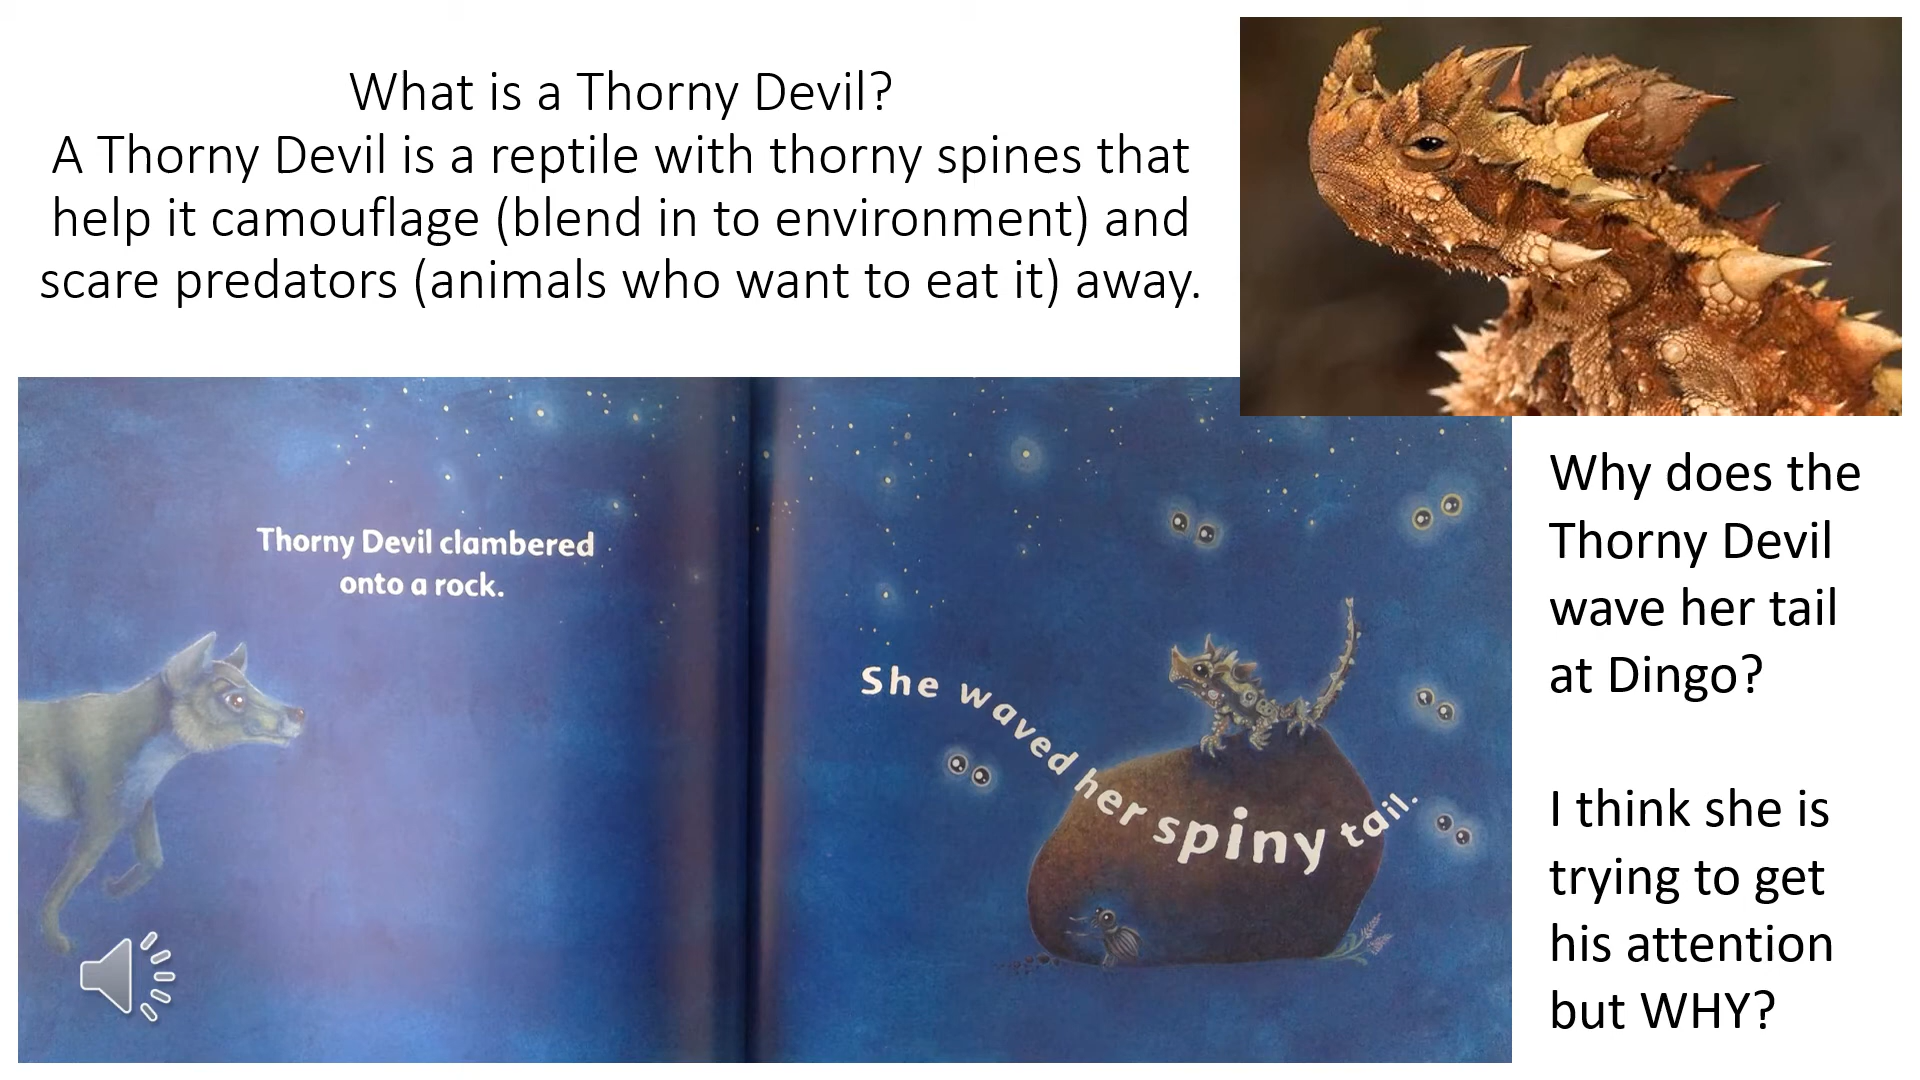 What is a Thorny Devil?
A Thorny Devil is a reptile with thorny spines that
help it camouflage (blend in to environment) and
scare predators (animals who want to eat it) away.
Thorny Devil clambered
onto a rock.
She waved her spiny tail.
Why does the
Thorny Devil
wave her tail
at Dingo?
I think she is
trying to get
his attention
but WHY?